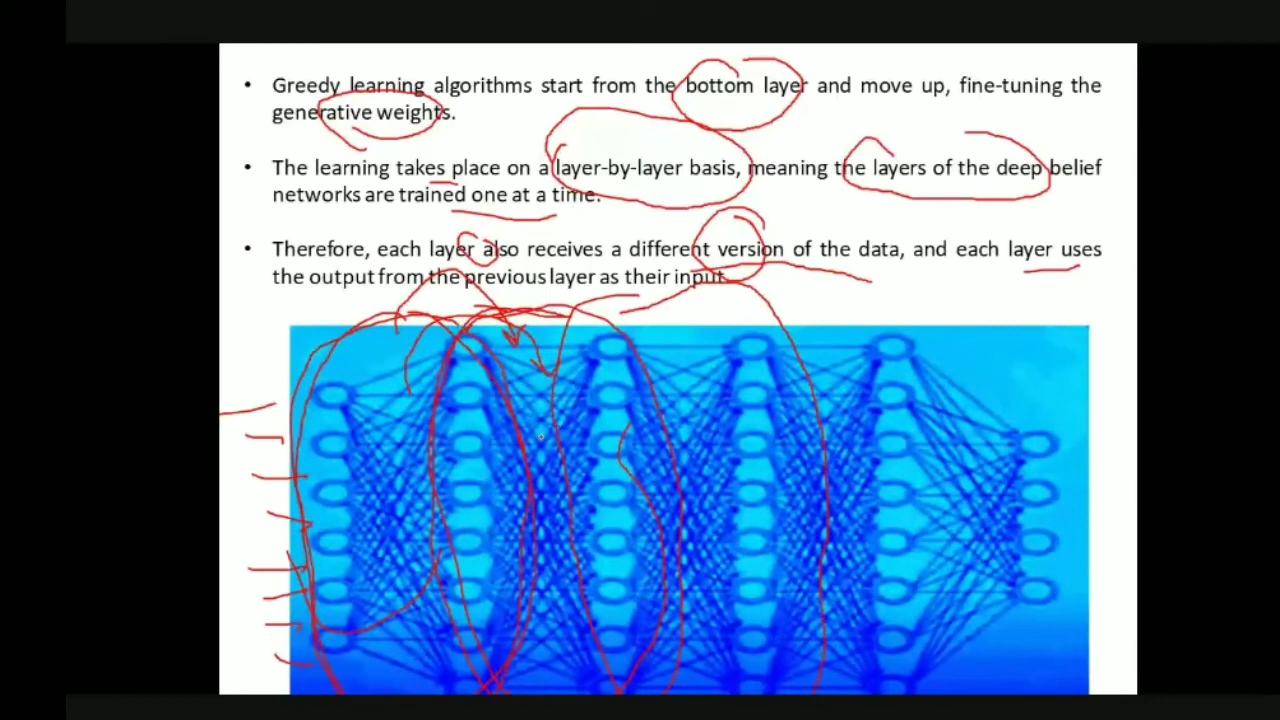 • Greedy learning algorithms start from the bottom layer and move up, fine-tuning the
generative weights.
• The learning takes place on a layer-by-layer basis, meaning the layers of the deep belief
networks are trained one at a time.
• Therefore, each layer also receives a different version of the data, and each layer uses
the output from the previous layer as their input.